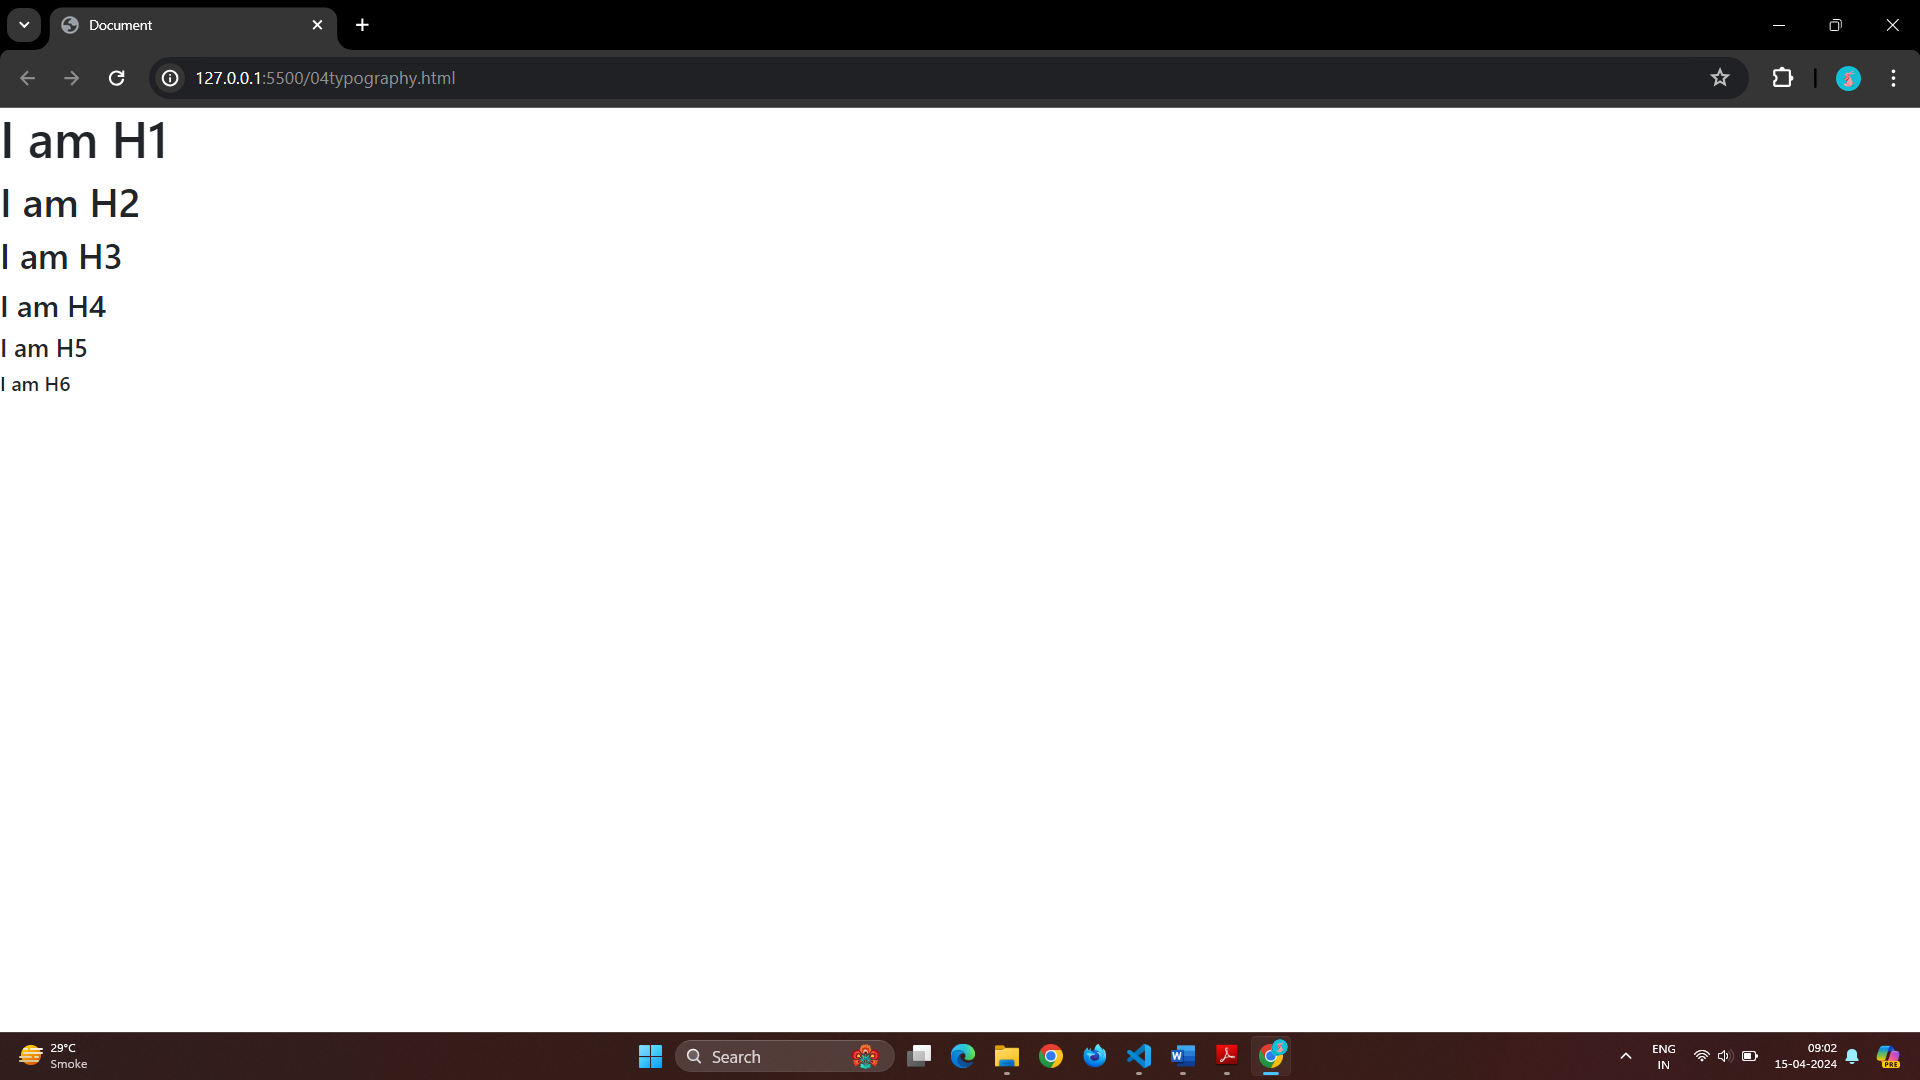 Document
127.0.0.1:5500/04typography.html
I am H1
I am H2
I am H3
I am H4
I am H5
I am H6
29°C
Smoke
Search
ENG
IN
09:02
15-04-2024
PRE